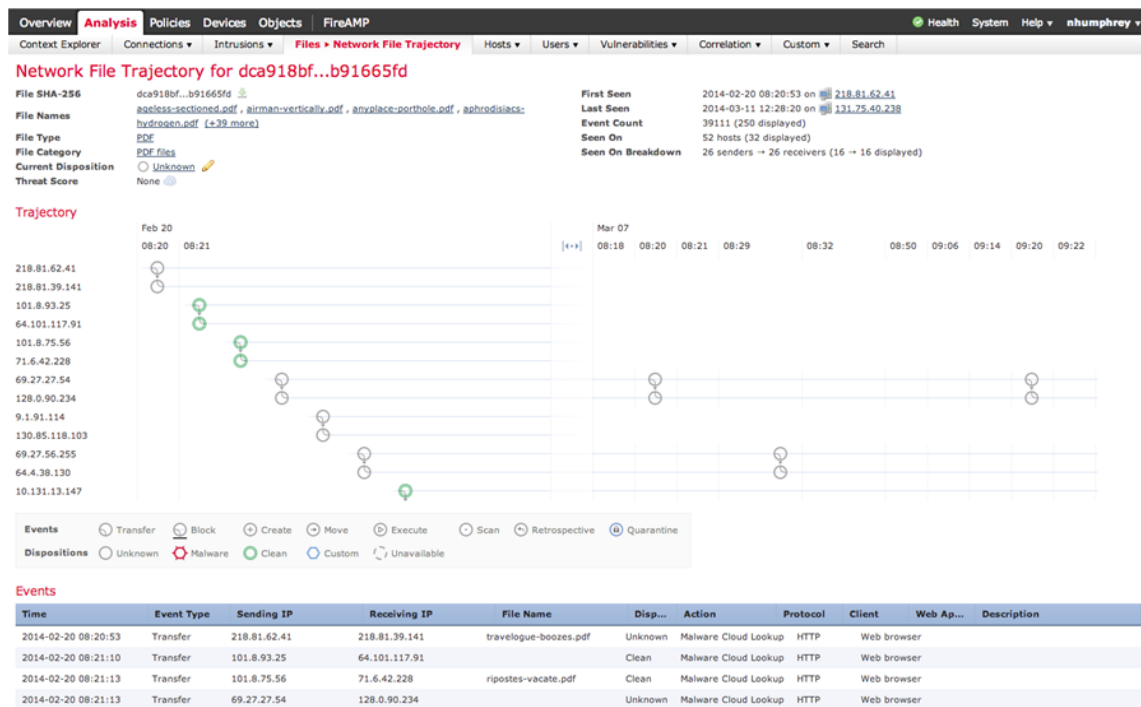 Overview Analysis Policies Devices Objects FireAMP Health System Help ▾ nhumphrey ▾
Context Explorer Connections ▾ Intrusions ▾ Files ▸ Network File Trajectory Hosts ▾ Users ▾ Vulnerabilities ▾ Correlation ▾ Custom ▾ Search
Network File Trajectory for dca918bf...b91665fd
File SHA-256 dca918bf...b91665fd First Seen 2014-02-20 08:20:53 on 218.81.62.41
File Names ageless-sectioned.pdf , airman-vertically.pdf , anyplace-porthole.pdf , aphrodisiacs-hydrogen.pdf (+39 more) Last Seen 2014-03-11 12:28:20 on 131.75.40.238
Event Count 39111 (250 displayed)
File Type PDF Seen On 52 hosts (32 displayed)
File Category PDF files Seen On Breakdown 26 senders → 26 receivers (16 → 16 displayed)
Current Disposition Unknown
Threat Score None
Trajectory
Feb 20 Mar 07
08:20 08:21 08:18 08:20 08:21 08:29 08:32 08:50 09:06 09:14 09:20 09:22
218.81.62.41
218.81.39.141
101.8.93.25
64.101.117.91
101.8.75.56
71.6.42.228
69.27.27.54
128.0.90.234
9.1.91.114
130.85.118.103
69.27.56.255
64.4.38.130
10.131.13.147
Events Transfer Block Create Move Execute Scan Retrospective Quarantine
Dispositions Unknown Malware Clean Custom Unavailable
Events
Time Event Type Sending IP Receiving IP File Name Disp... Action Protocol Client Web Ap... Description
2014-02-20 08:20:53 Transfer 218.81.62.41 218.81.39.141 travelogue-boozes.pdf Unknown Malware Cloud Lookup HTTP Web browser
2014-02-20 08:21:10 Transfer 101.8.93.25 64.101.117.91 Clean Malware Cloud Lookup HTTP Web browser
2014-02-20 08:21:13 Transfer 101.8.75.56 71.6.42.228 ripostes-vacate.pdf Clean Malware Cloud Lookup HTTP Web browser
2014-02-20 08:21:13 Transfer 69.27.27.54 128.0.90.234 Unknown Malware Cloud Lookup HTTP Web browser